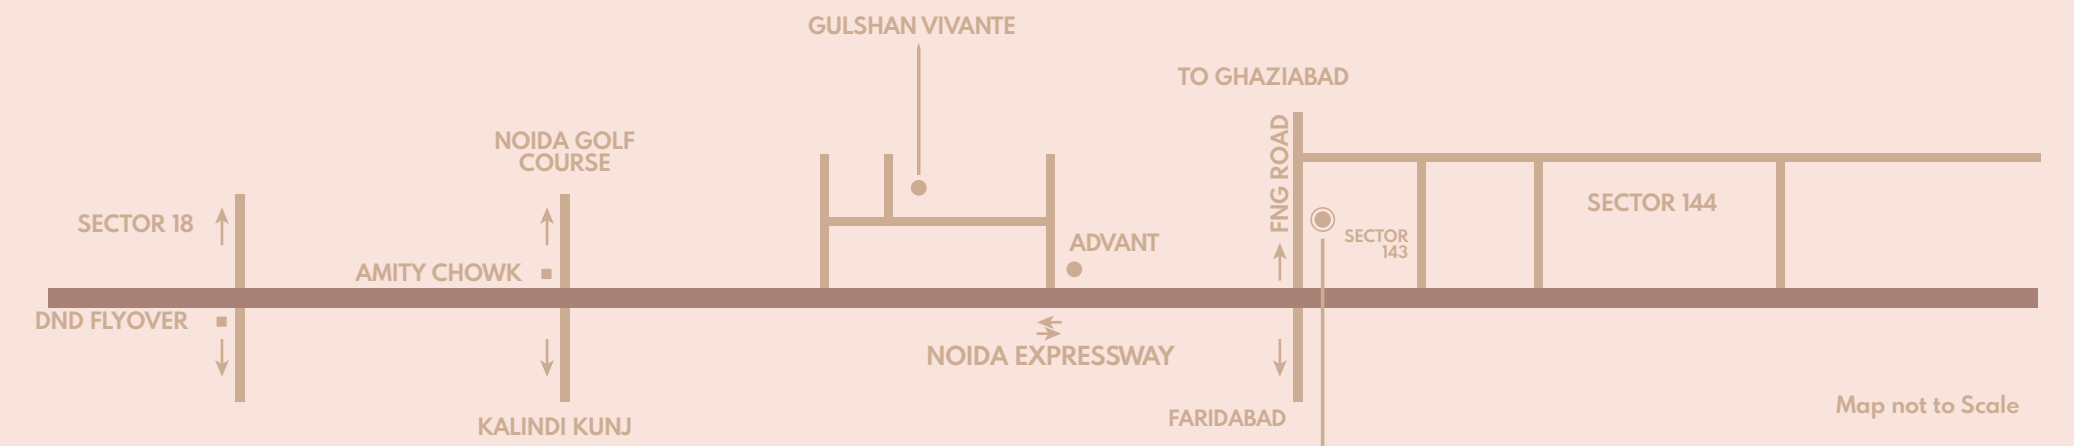 GULSHAN VIVANTE
TO GHAZIABAD
NOIDA GOLF
COURSE
FNG ROAD
SECTOR 18
SECTOR 144
SECTOR
143
ADVANT
AMITY CHOWK
DND FLYOVER
NOIDA EXPRESSWAY
Map not to Scale
FARIDABAD
KALINDI KUNJ